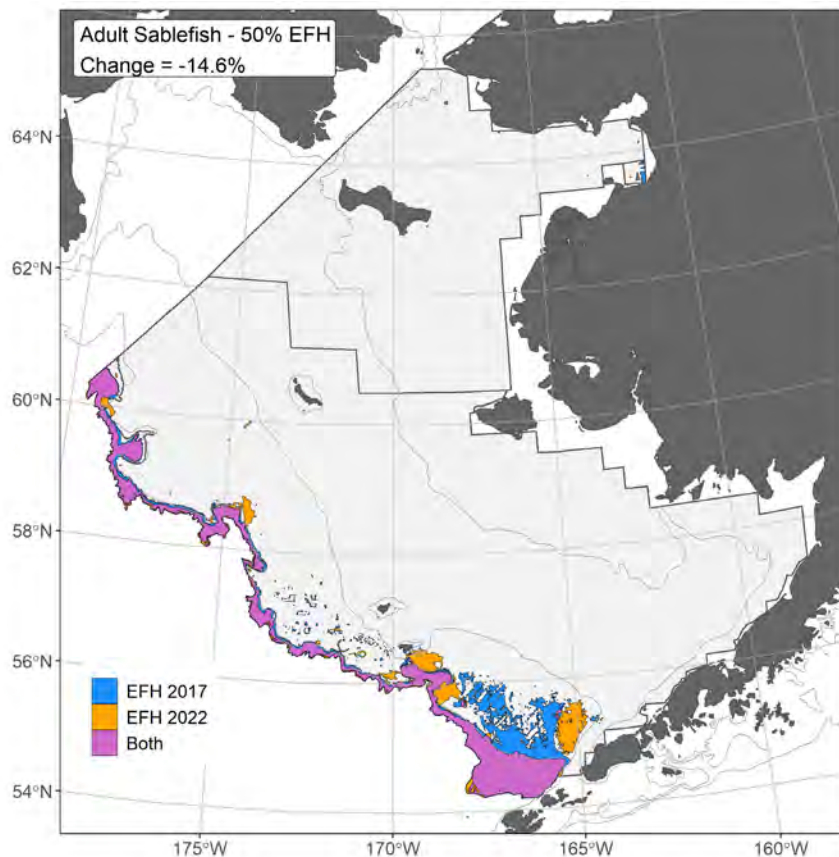 Adult Sablefish - 50% EFH
Change = -14.6%
64°N
62°N
60°N
58°N
56°N
54°N
EFH 2017
EFH 2022
Both
175°W
170°W
165°W
160°W